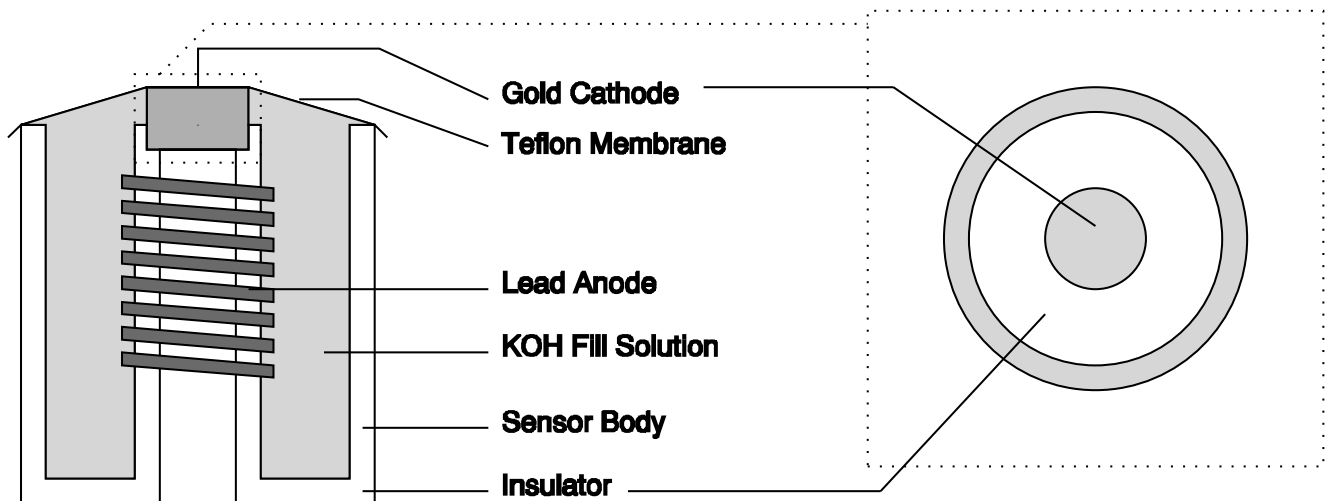 Gold Cathode
Teflon Membrane
Lead Anode
KOH Fill Solution
Sensor Body
Insulator